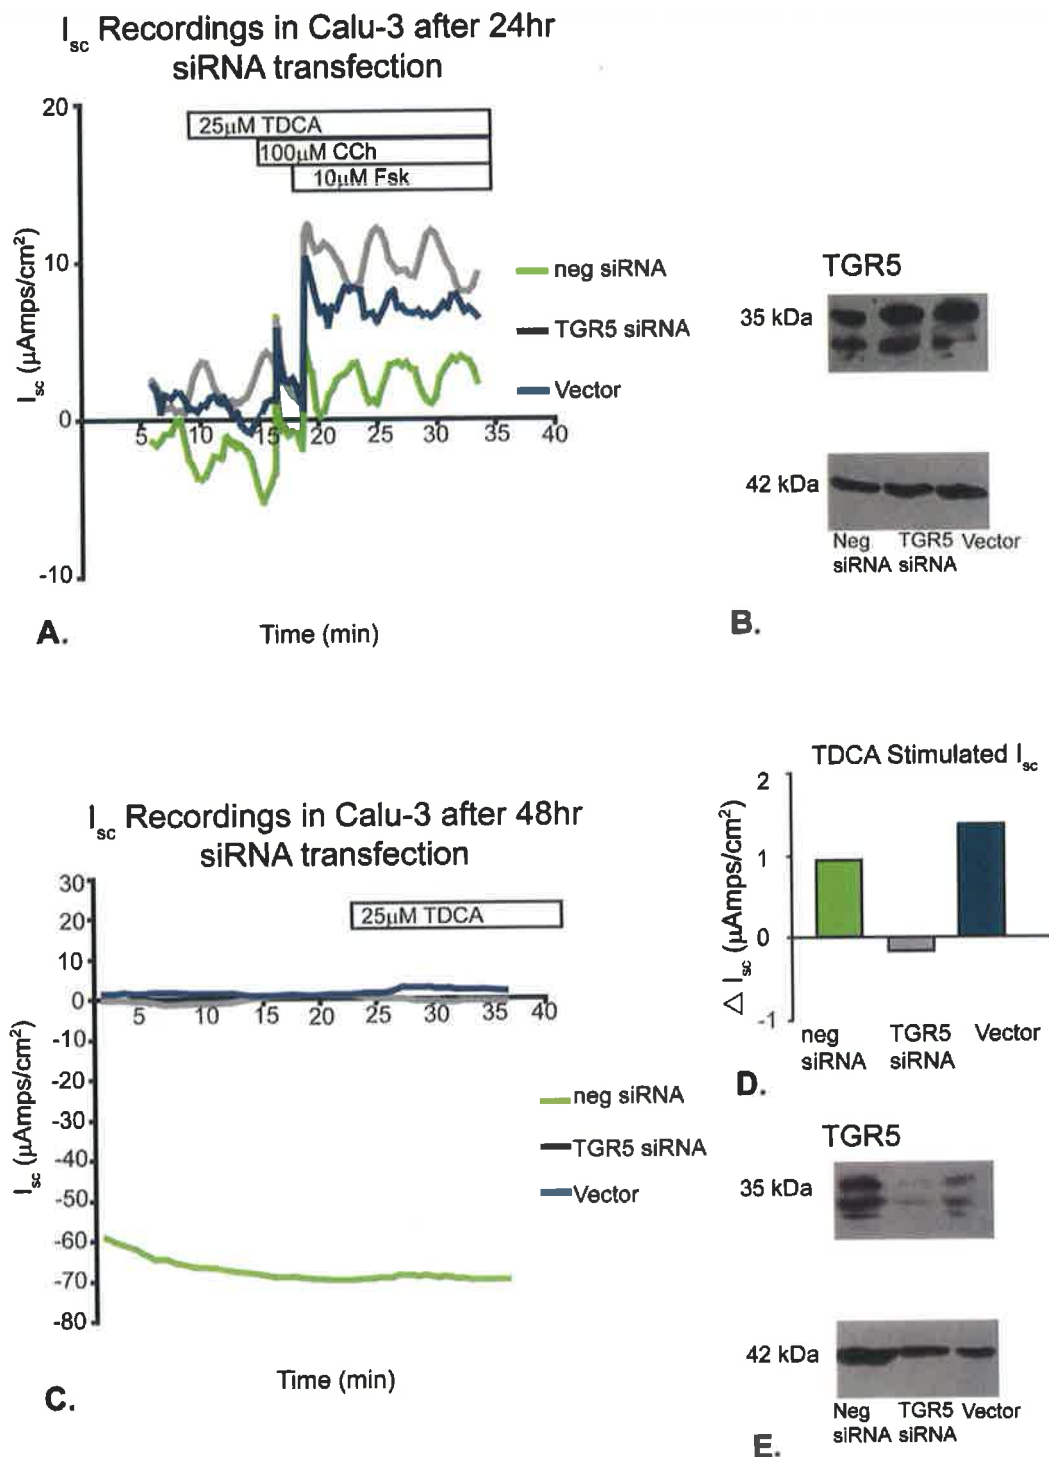 Isc Recordings in Calu-3 after 24hr
siRNA transfection
20
10
0
-10
Isc (µAmps/cm²)
25µM TDCA
100µM CCh
10µM Fsk
5 10 15 20 25 30 35 40
neg siRNA
TGR5 siRNA
Vector
A.
Time (min)
TGR5
35 kDa
42 kDa
Neg TGR5 Vector
siRNA siRNA
B.
Isc Recordings in Calu-3 after 48hr
siRNA transfection
30
20
10
0
-10
-20
-30
-40
-50
-60
-70
-80
Isc (µAmps/cm²)
25µM TDCA
5 10 15 20 25 30 35 40
neg siRNA
TGR5 siRNA
Vector
C.
Time (min)
TDCA Stimulated Isc
2
1
0
-1
△ Isc (µAmps/cm²)
neg TGR5 Vector
siRNA siRNA
D.
TGR5
35 kDa
42 kDa
Neg TGR5 Vector
siRNA siRNA
E.